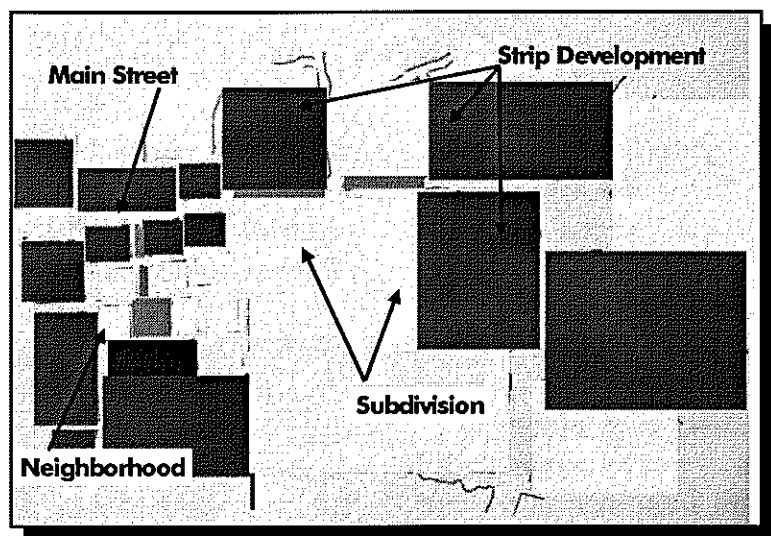 Strip Development
Main Street
Subdivision
Neighborhood